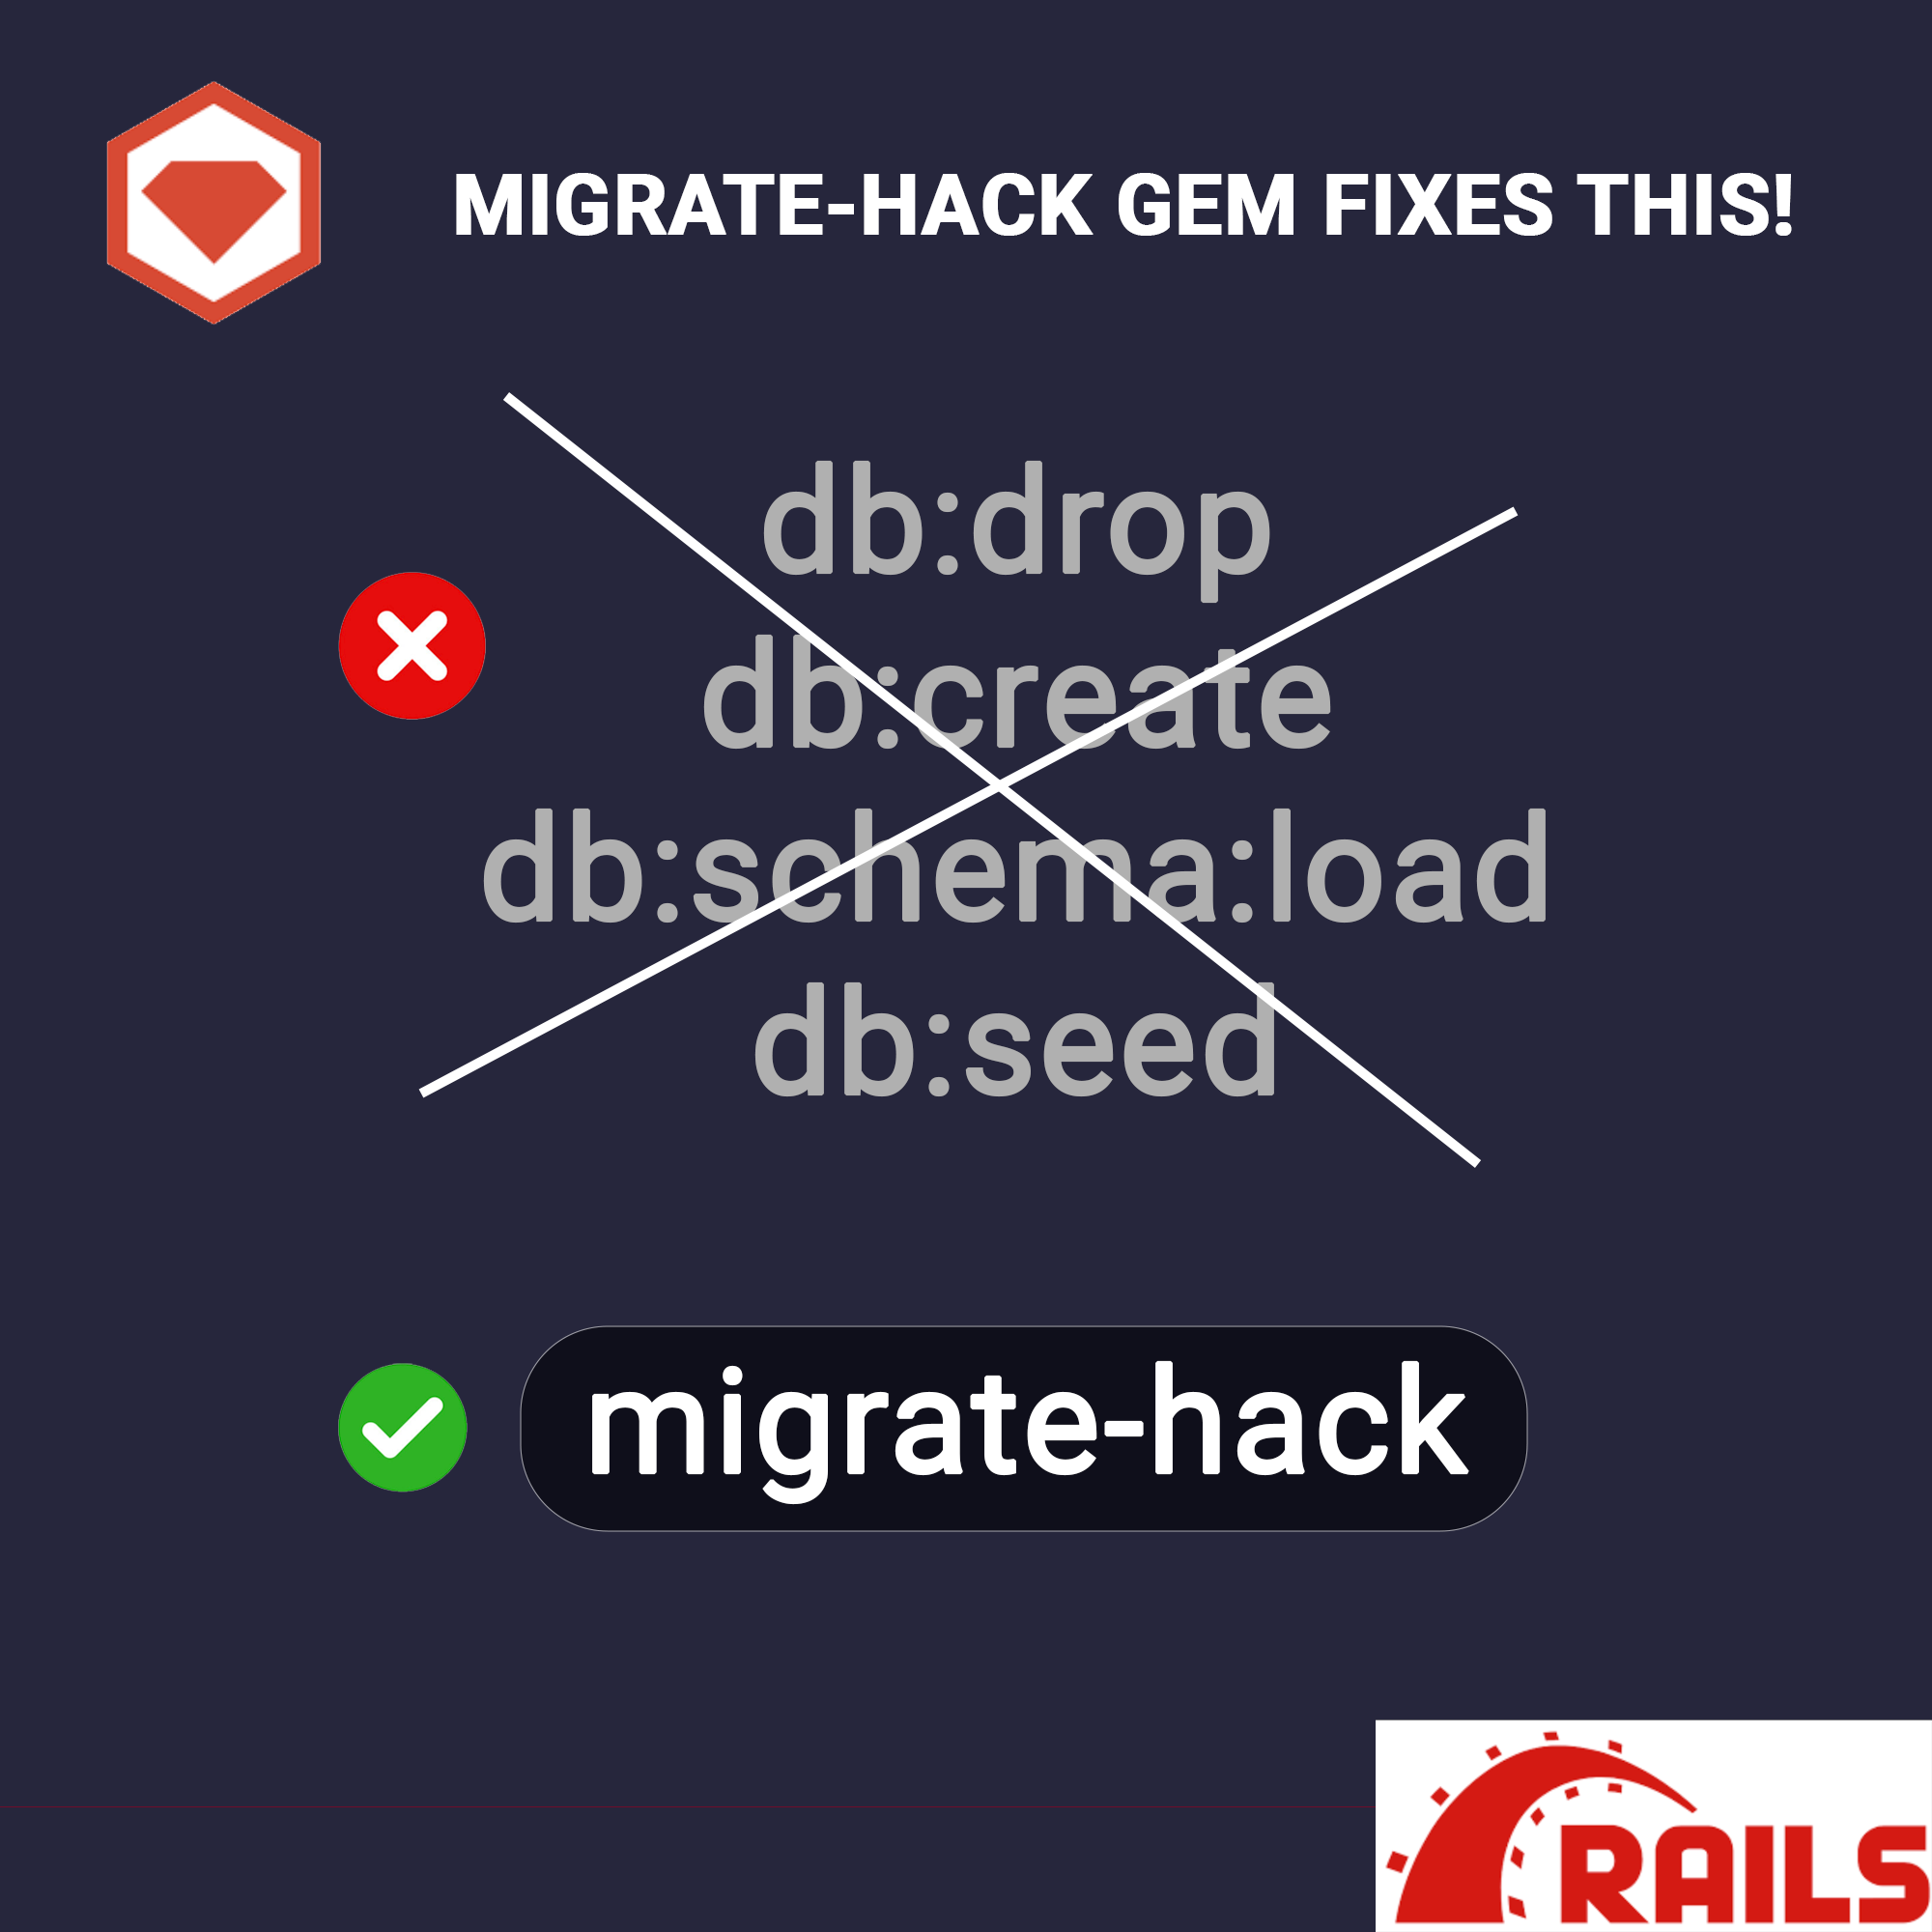 MIGRATE-HACK GEM FIXES THIS!
db:drop
db:create
db:schema:load
db:seed
migrate-hack
RAILS